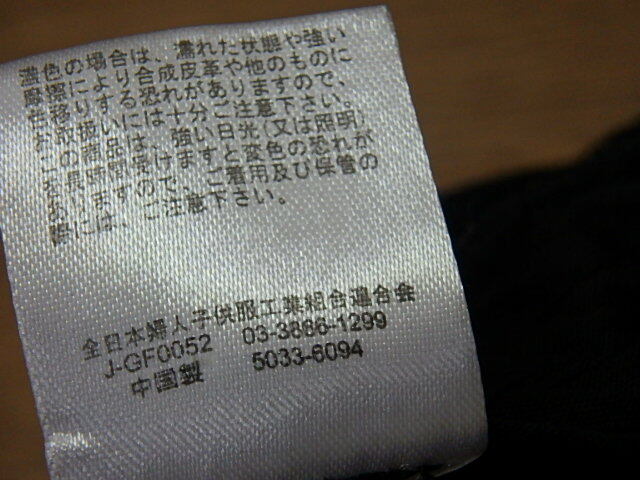 濃色の場合は、濡れた状態や強い
摩擦により合成皮革や他のものに
色移りする恐れがありますので、
お取扱いには十分ご注意下さい。
この商品は、強い日光(又は照明)
を長時間受けますと変色の恐れが
ありますので、ご着用及び保管の
際には、ご注意下さい。
全日本婦人子供服工業組合連合会
J-GF0052 03-3886-1299
中国製 5033-6094